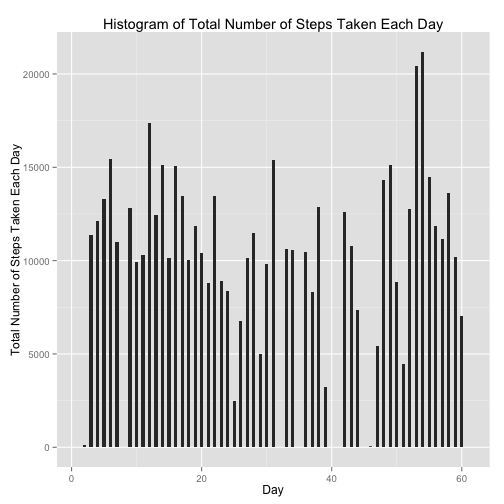 Histogram of Total Number of Steps Taken Each Day
Total Number of Steps Taken Each Day
20000
15000
10000
5000
0
0 20 40 60
Day